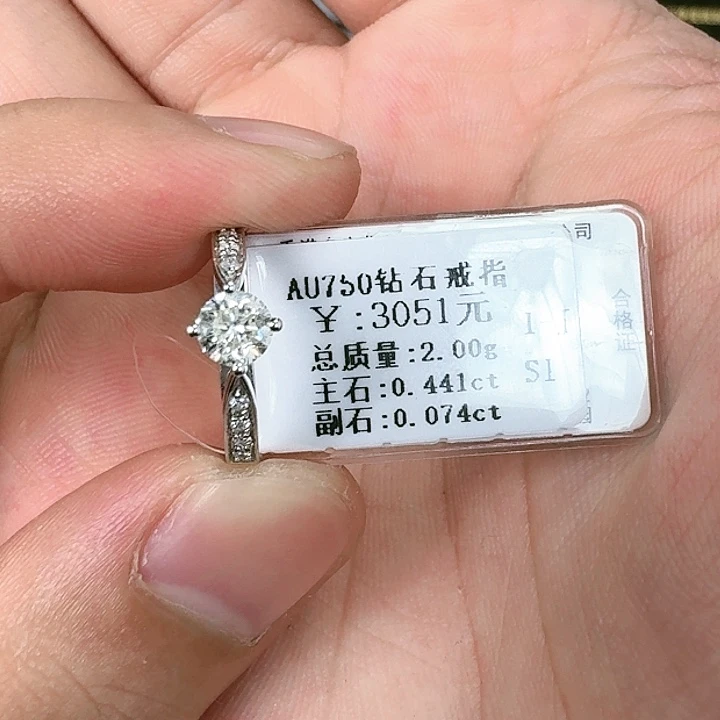 AU750钻石戒指
¥:3051元
总质量:2.00g
主石:0.441ct
副石:0.074ct
SI
合格证